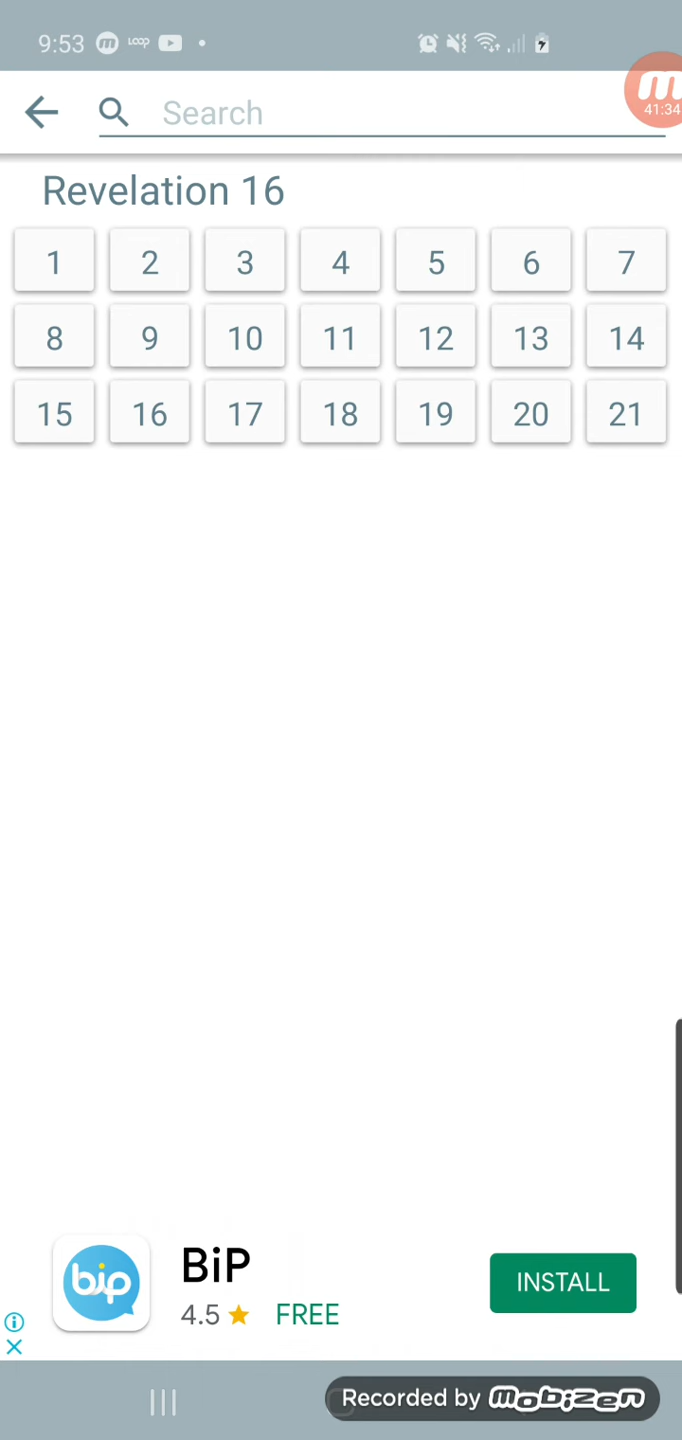 9:53 m LOOP
Search
m
41:34
Revelation 16
1 2 3 4 5 6 7
8 9 10 11 12 13 14
15 16 17 18 19 20 21
bip
BiP
4.5 ★ FREE
INSTALL
Recorded by mobizen